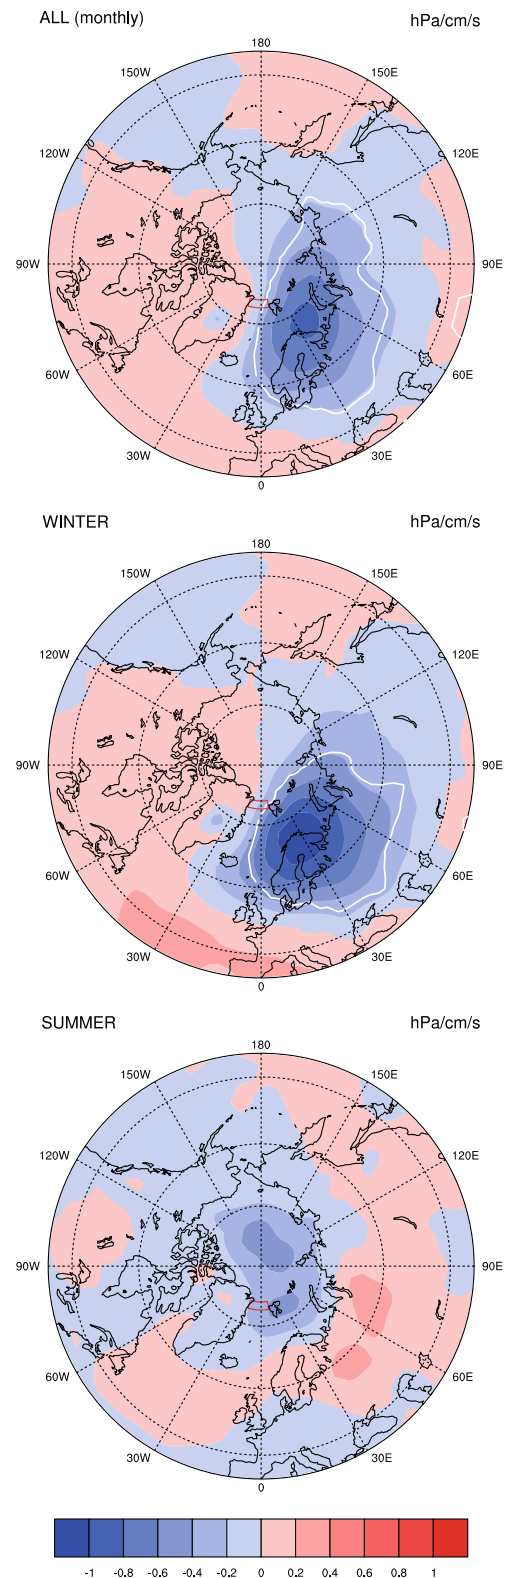 ALL (monthly) hPa/cm/s
180
150W 150E
120W 120E
90W 90E
60W 60E
30W 30E
0
WINTER hPa/cm/s
180
150W 150E
120W 120E
90W 90E
60W 60E
30W 30E
0
SUMMER hPa/cm/s
180
150W 150E
120W 120E
90W 90E
60W 60E
30W 30E
0
-1 -0.8 -0.6 -0.4 -0.2 0 0.2 0.4 0.6 0.8 1